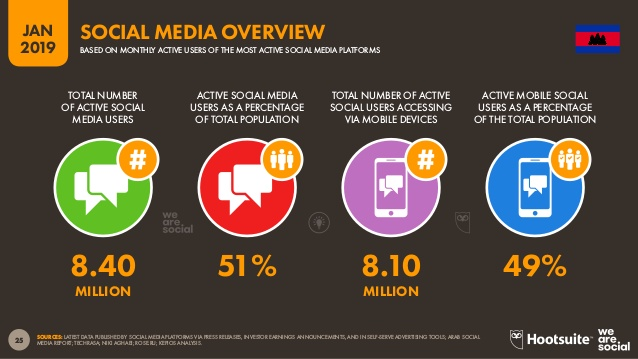 JAN
2019
SOCIAL MEDIA OVERVIEW
BASED ON MONTHLY ACTIVE USERS OF THE MOST ACTIVE SOCIAL MEDIA PLATFORMS
TOTAL NUMBER
OF ACTIVE SOCIAL
MEDIA USERS
ACTIVE SOCIAL MEDIA
USERS AS A PERCENTAGE
OF TOTAL POPULATION
TOTAL NUMBER OF ACTIVE
SOCIAL USERS ACCESSING
VIA MOBILE DEVICES
ACTIVE MOBILE SOCIAL
USERS AS A PERCENTAGE
OF THE TOTAL POPULATION
#
#
we
are
social
8.40
MILLION
51%
8.10
MILLION
49%
25
SOURCES: LATEST DATA PUBLISHED BY SOCIAL MEDIA PLATFORMS VIA PRESS RELEASES, INVESTOR EARNINGS ANNOUNCEMENTS, AND IN SELF-SERVE ADVERTISING TOOLS; ARAB SOCIAL
MEDIA REPORT; TECHRASA; NIKI AGHAEI; ROSE.RU; KEPIOS ANALYSIS.
Hootsuite™
we
are
social